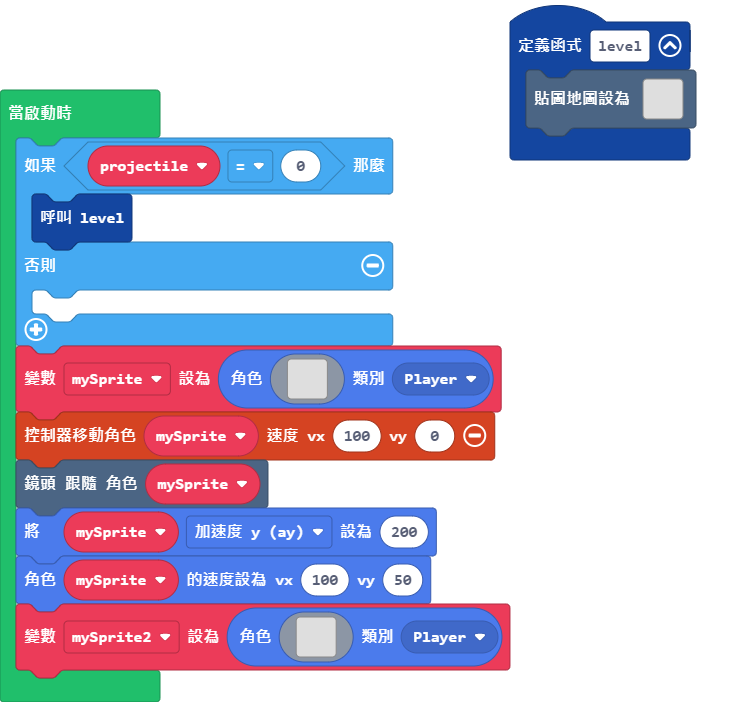 定義函式 level
貼圖地圖設為
當啟動時
如果 projectile = 0 那麼
呼叫 level
否則
變數 mySprite 設為 角色 類別 Player
控制器移動角色 mySprite 速度 vx 100 vy 0
鏡頭 跟隨 角色 mySprite
將 mySprite 加速度 y (ay) 設為 200
角色 mySprite 的速度設為 vx 100 vy 50
變數 mySprite2 設為 角色 類別 Player